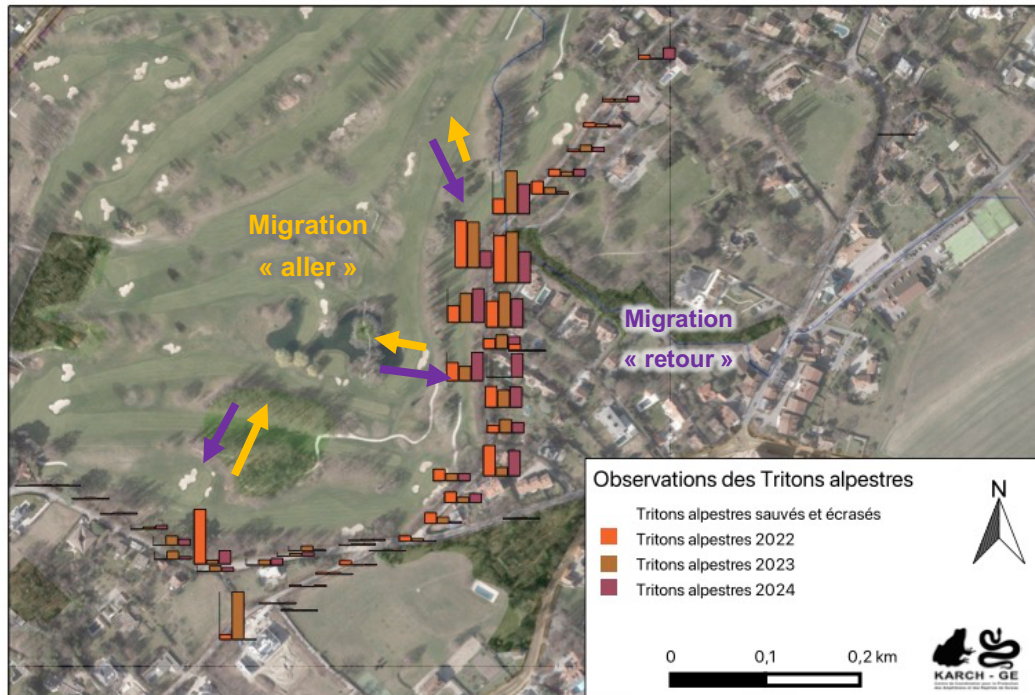 Migration
« aller »
Migration
« retour »
Observations des Tritons alpestres
Tritons alpestres sauvés et écrasés
Tritons alpestres 2022
Tritons alpestres 2023
Tritons alpestres 2024
N
0 0,1 0,2 km
KARCH - GE